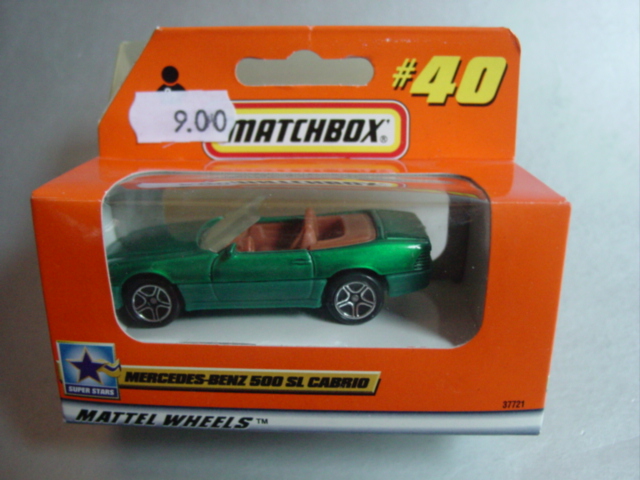 #40
9.00
MATCHBOX®
SUPER STARS
MERCEDES-BENZ 500 SL CABRIO
37721
MATTEL WHEELS™